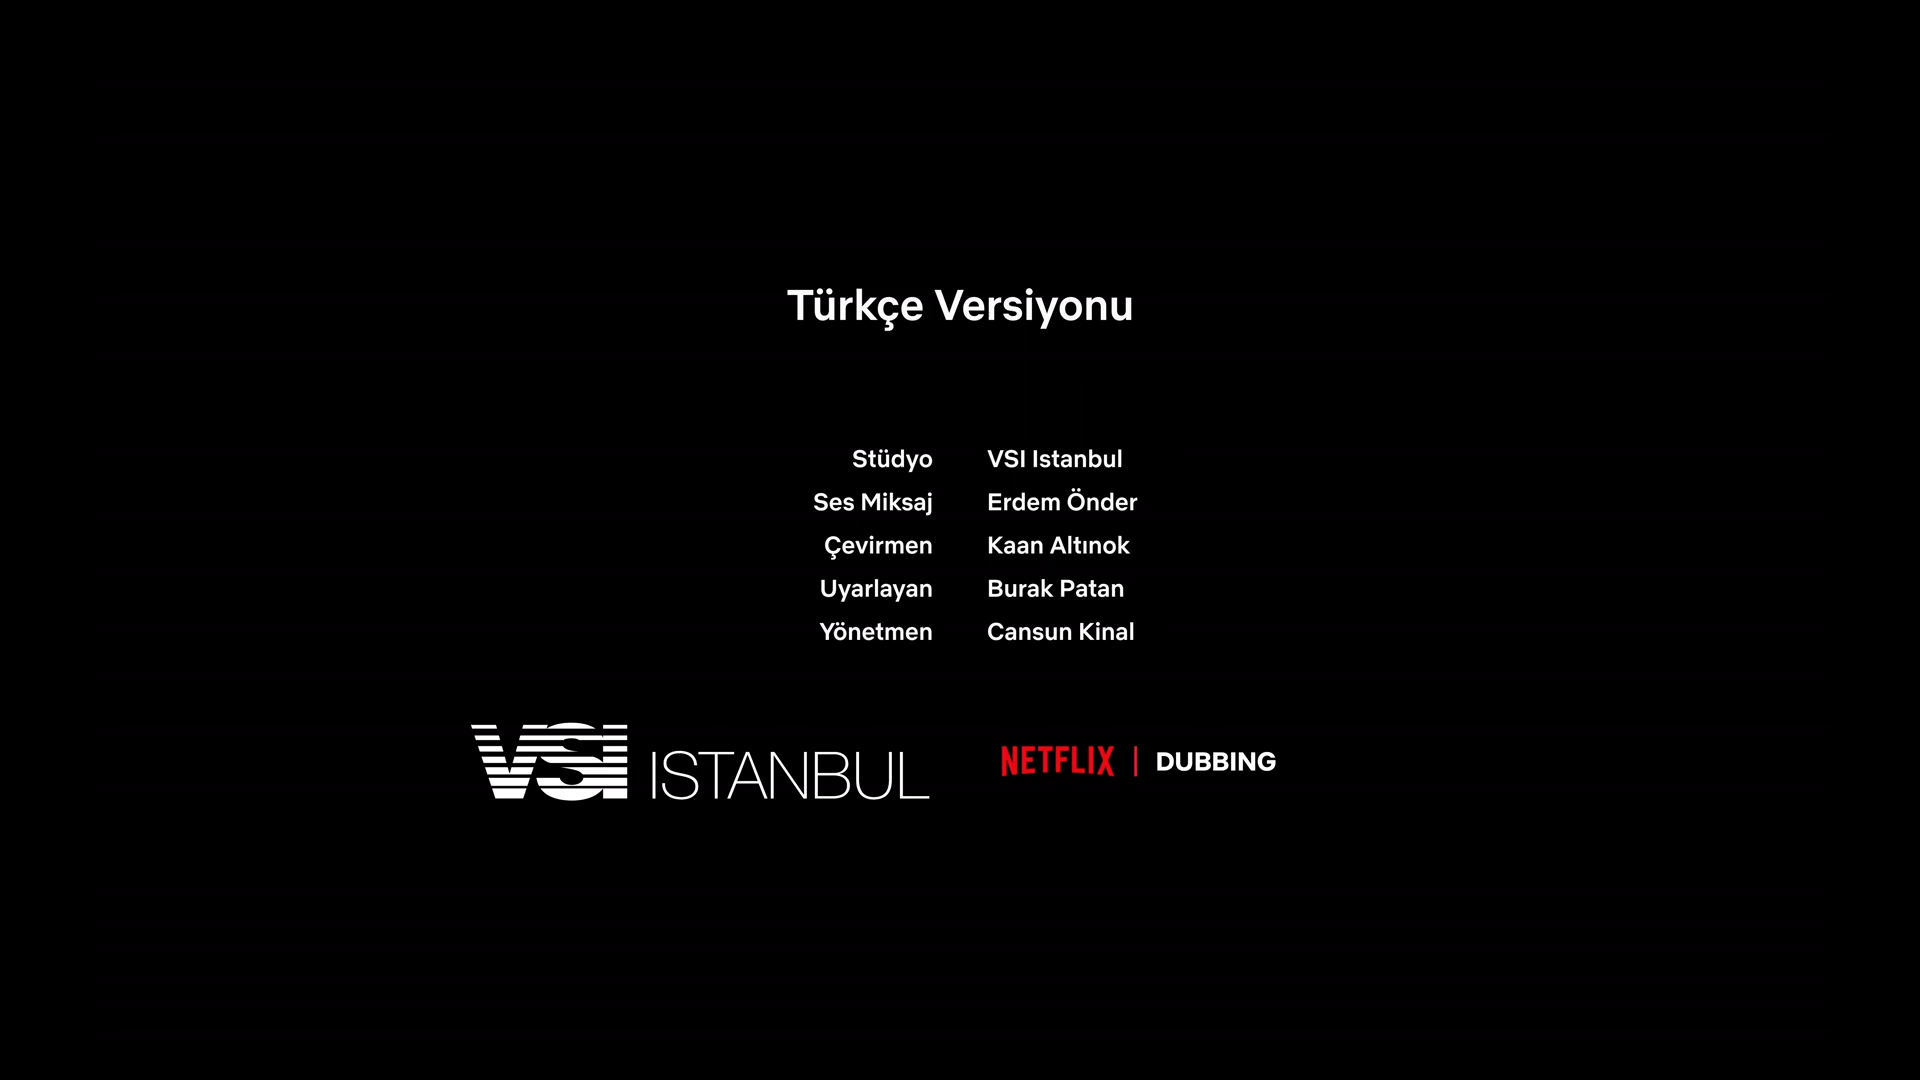 Türkçe Versiyonu
Stüdyo VSI Istanbul
Ses Miksaj Erdem Önder
Çevirmen Kaan Altınok
Uyarlayan Burak Patan
Yönetmen Cansun Kinal
VSI ISTANBUL NETFLIX | DUBBING